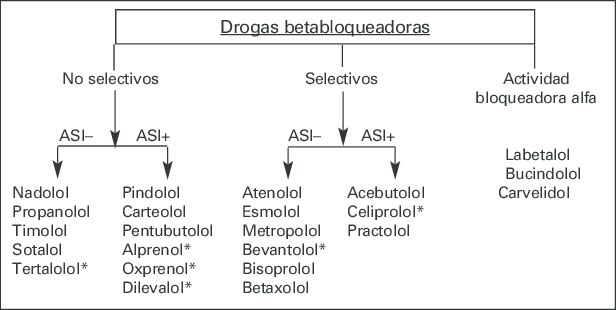 Drogas betabloqueadoras
No selectivos
Selectivos
Actividad
bloqueadora alfa
ASI–
ASI+
ASI–
ASI+
Nadolol
Propanolol
Timolol
Sotalol
Tertalolol*
Pindolol
Carteolol
Pentubutolol
Alprenol*
Oxprenol*
Dilevalol*
Atenolol
Esmolol
Metropolol
Bevantolol*
Bisoprolol
Betaxolol
Acebutolol
Celiprolol*
Practolol
Labetalol
Bucindolol
Carvelidol